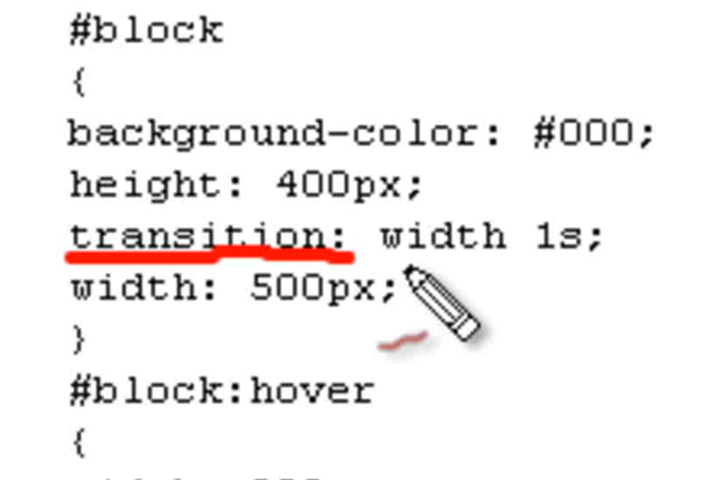 #block
{
background-color: #000;
height: 400px;
transition: width 1s;
width: 500px;
}
#block:hover
{